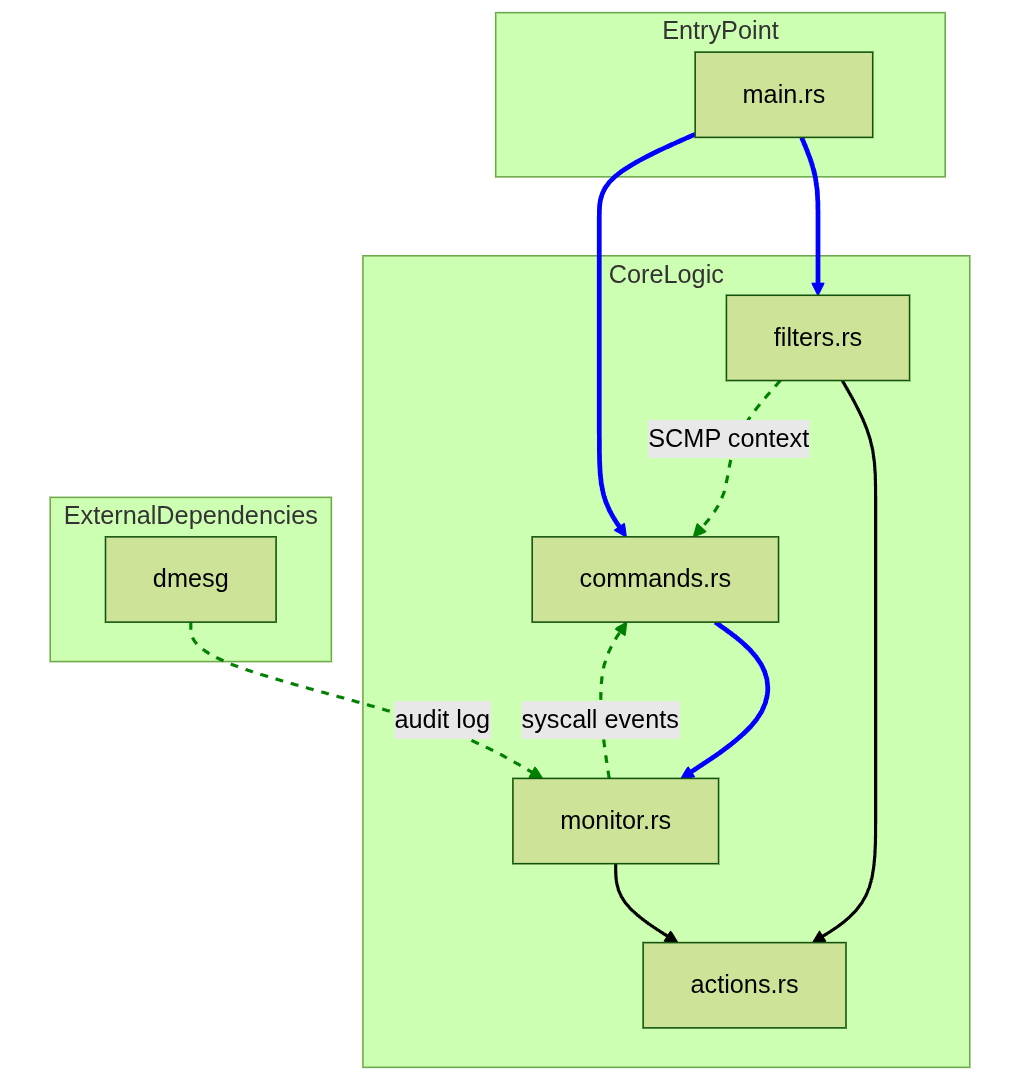 EntryPoint
main.rs
CoreLogic
filters.rs
SCMP context
ExternalDependencies
dmesg
commands.rs
audit log
syscall events
monitor.rs
actions.rs